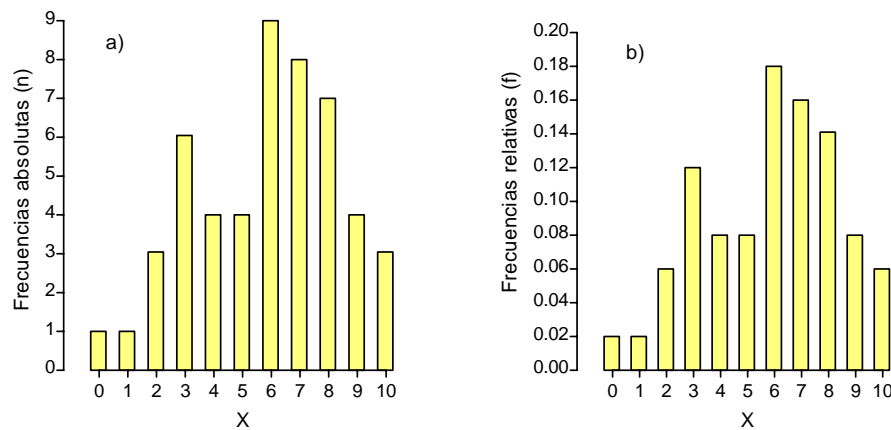 a)
Frecuencias absolutas (n)
9
8
7
6
5
4
3
2
1
0
0 1 2 3 4 5 6 7 8 9 10
X
b)
Frecuencias relativas (f)
0.20
0.18
0.16
0.14
0.12
0.10
0.08
0.06
0.04
0.02
0.00
0 1 2 3 4 5 6 7 8 9 10
X